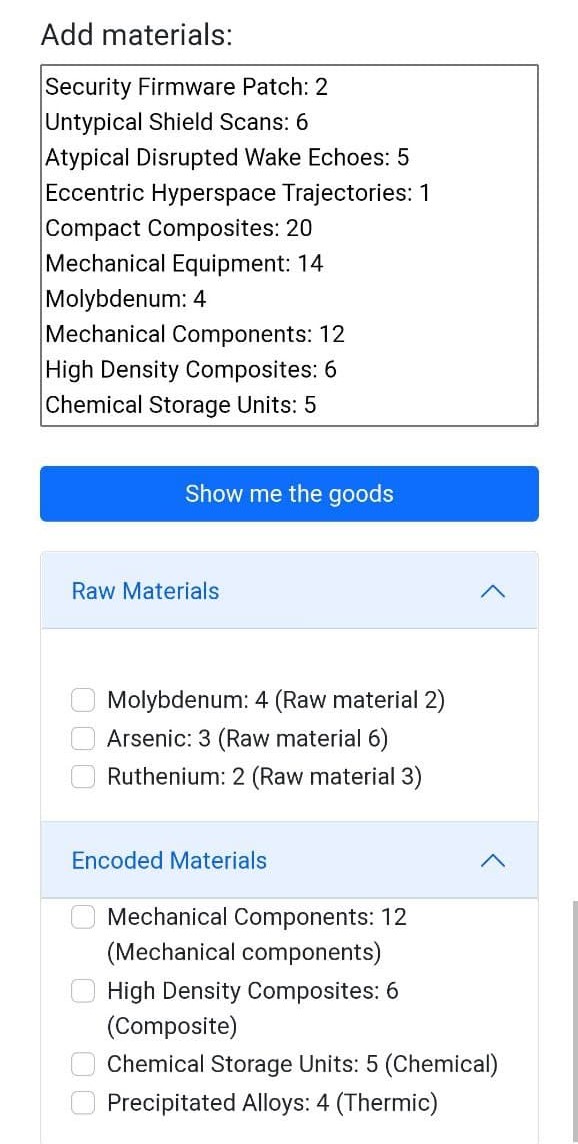 Add materials:
Security Firmware Patch: 2
Untypical Shield Scans: 6
Atypical Disrupted Wake Echoes: 5
Eccentric Hyperspace Trajectories: 1
Compact Composites: 20
Mechanical Equipment: 14
Molybdenum: 4
Mechanical Components: 12
High Density Composites: 6
Chemical Storage Units: 5
Show me the goods
Raw Materials
Molybdenum: 4 (Raw material 2)
Arsenic: 3 (Raw material 6)
Ruthenium: 2 (Raw material 3)
Encoded Materials
Mechanical Components: 12
(Mechanical components)
High Density Composites: 6
(Composite)
Chemical Storage Units: 5 (Chemical)
Precipitated Alloys: 4 (Thermic)